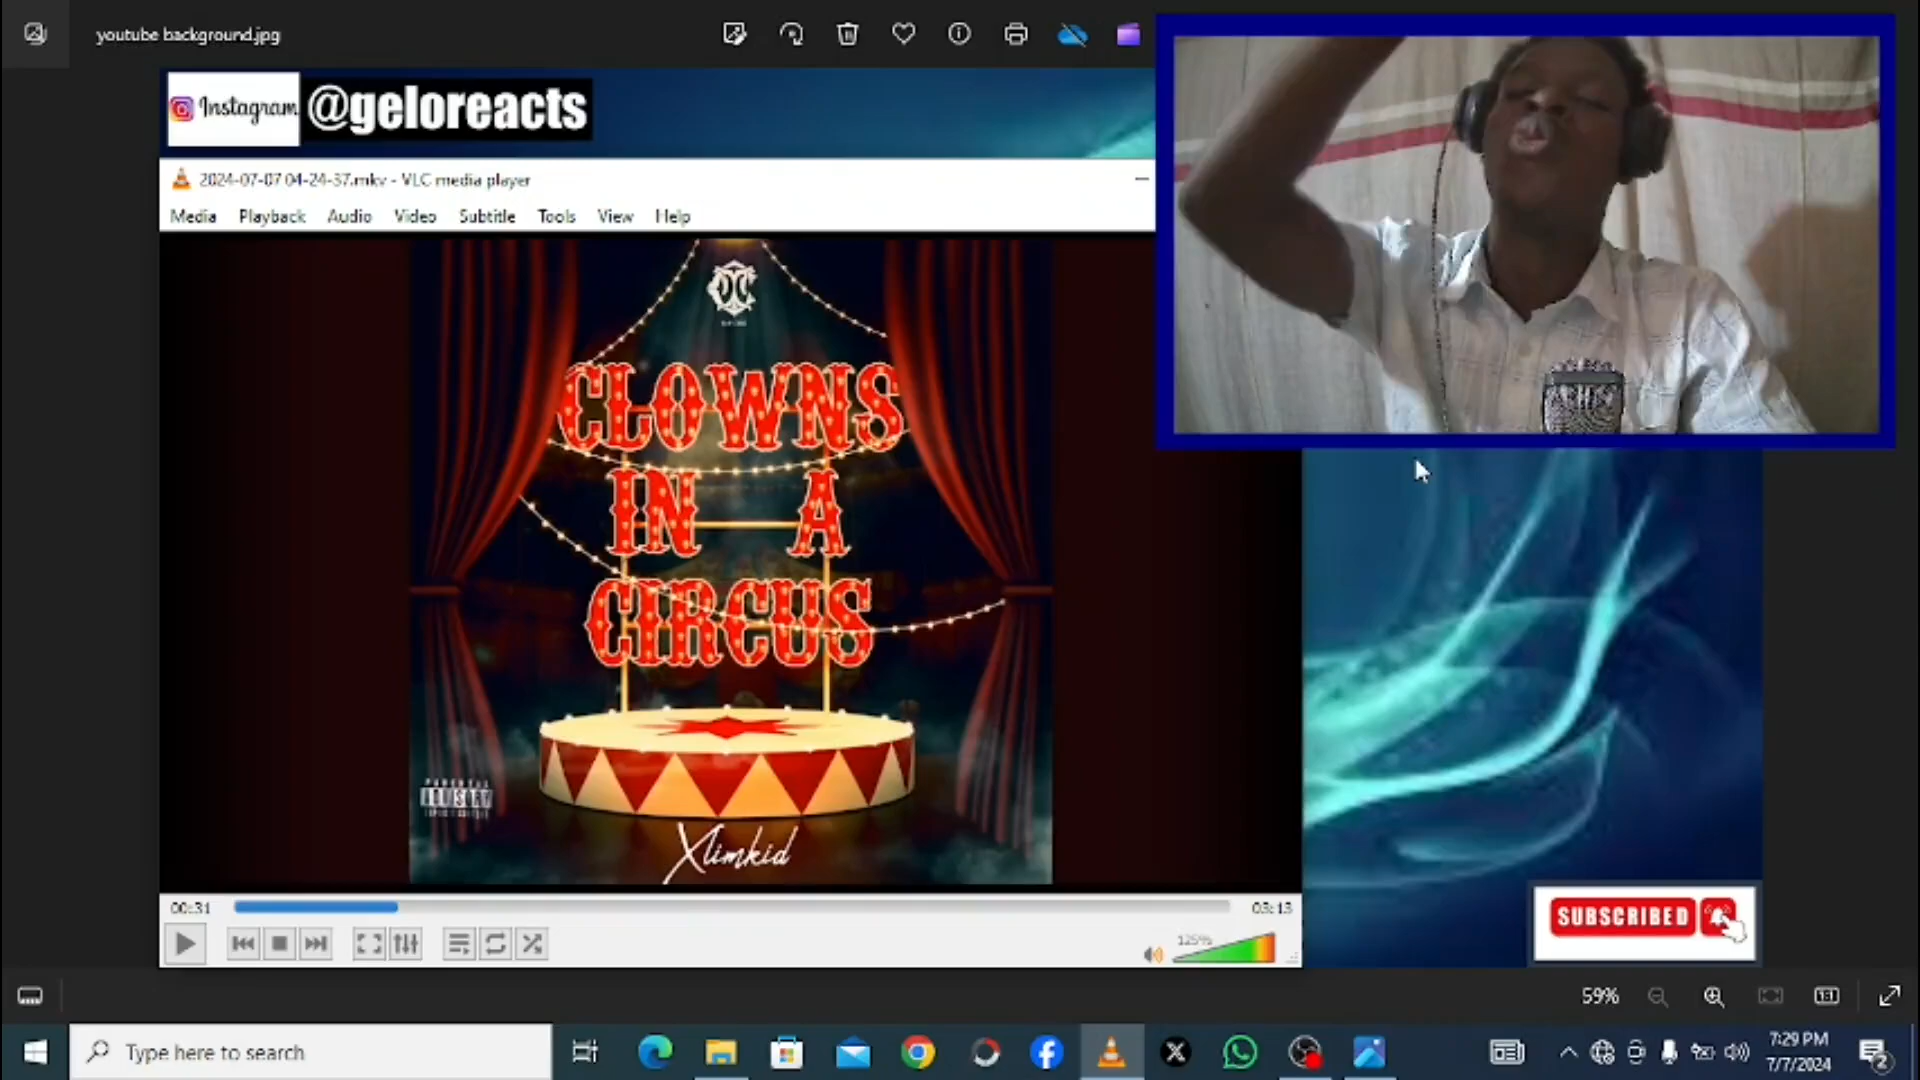 youtube background.jpg
Instagram @geloreacts
2024-07-07 04-24-37.mkv - VLC media player
Media Playback Audio Video Subtitle Tools View Help
CLOWNS
IN A
CIRCUS
Xlimkid
00:31
03:13
125%
SUBSCRIBED
59%
Type here to search
7:29 PM
7/7/2024
2